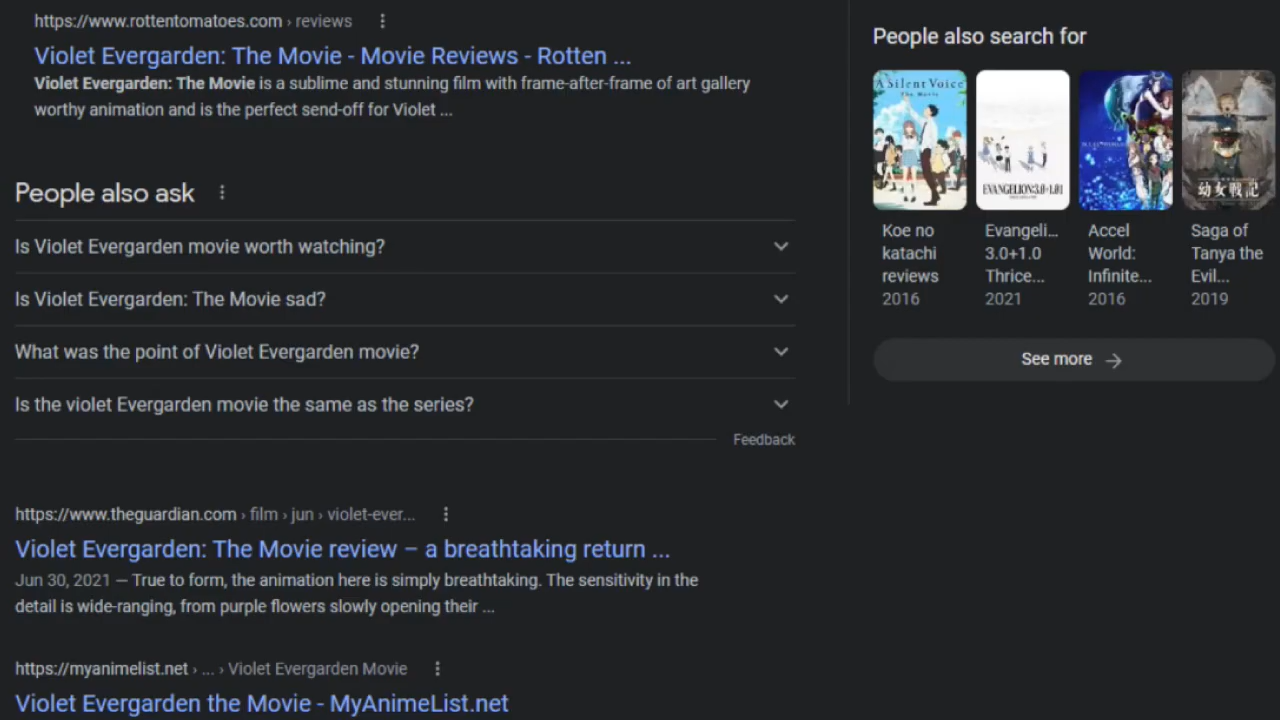 https://www.rottentomatoes.com › reviews
Violet Evergarden: The Movie - Movie Reviews - Rotten ...
Violet Evergarden: The Movie is a sublime and stunning film with frame-after-frame of art gallery
worthy animation and is the perfect send-off for Violet ...
People also ask
Is Violet Evergarden movie worth watching?
Is Violet Evergarden: The Movie sad?
What was the point of Violet Evergarden movie?
Is the violet Evergarden movie the same as the series?
Feedback
https://www.theguardian.com › film › jun › violet-ever...
Violet Evergarden: The Movie review – a breathtaking return ...
Jun 30, 2021 — True to form, the animation here is simply breathtaking. The sensitivity in the
detail is wide-ranging, from purple flowers slowly opening their ...
https://myanimelist.net › ... › Violet Evergarden Movie
Violet Evergarden the Movie - MyAnimeList.net
People also search for
A Silent Voice
The Movie
EVANGELION:3.0+1.01
幼女戦記
Koe no
katachi
reviews
2016
Evangeli...
3.0+1.0
Thrice...
2021
Accel
World:
Infinite...
2016
Saga of
Tanya the
Evil...
2019
See more →